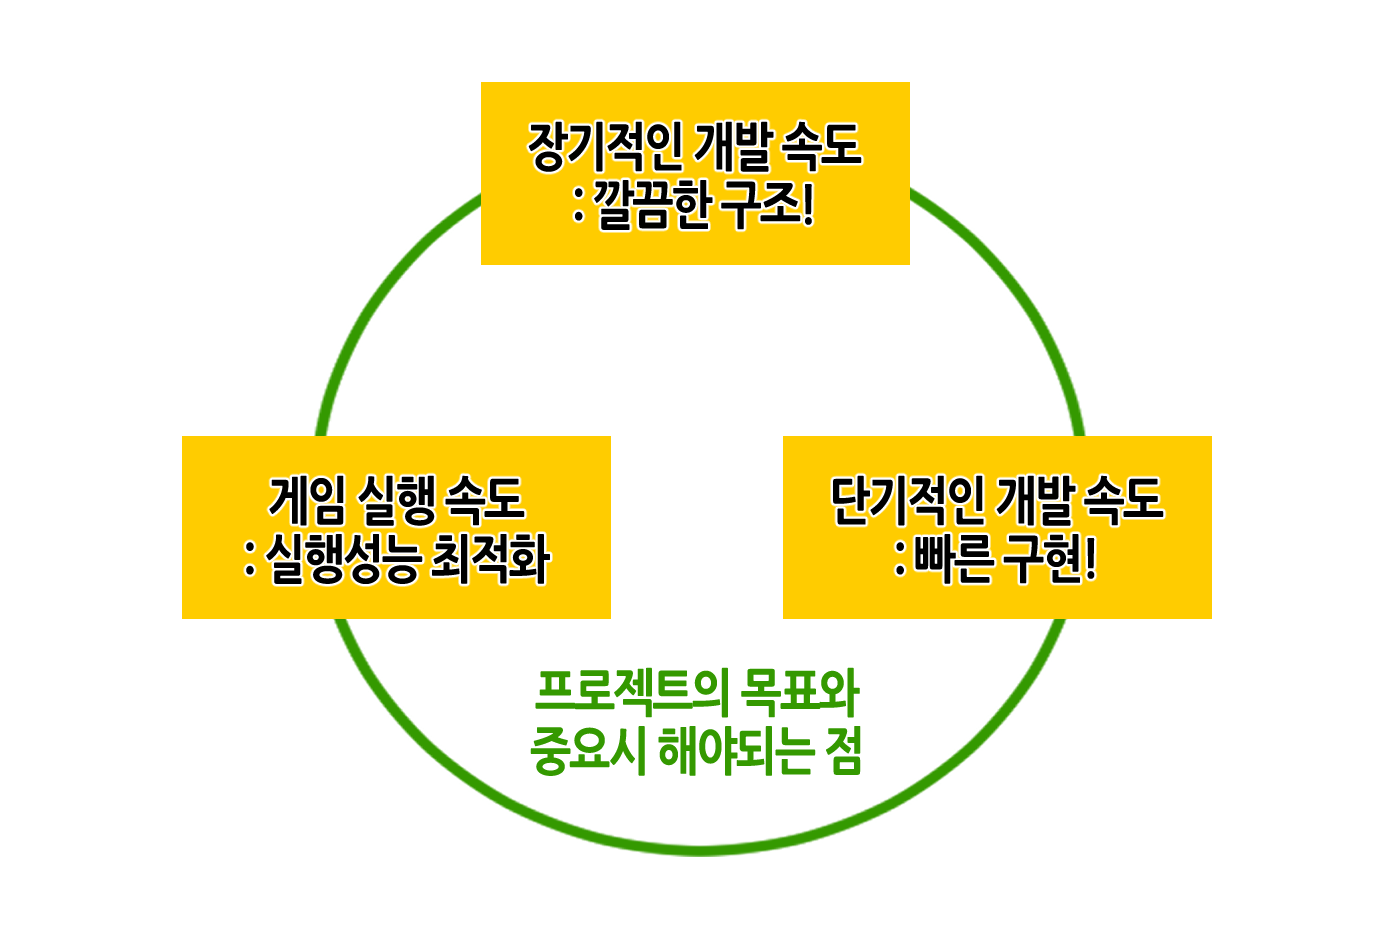 장기적인 개발 속도
: 깔끔한 구조!
게임 실행 속도
: 실행성능 최적화
단기적인 개발 속도
: 빠른 구현!
프로젝트의 목표와
중요시 해야되는 점